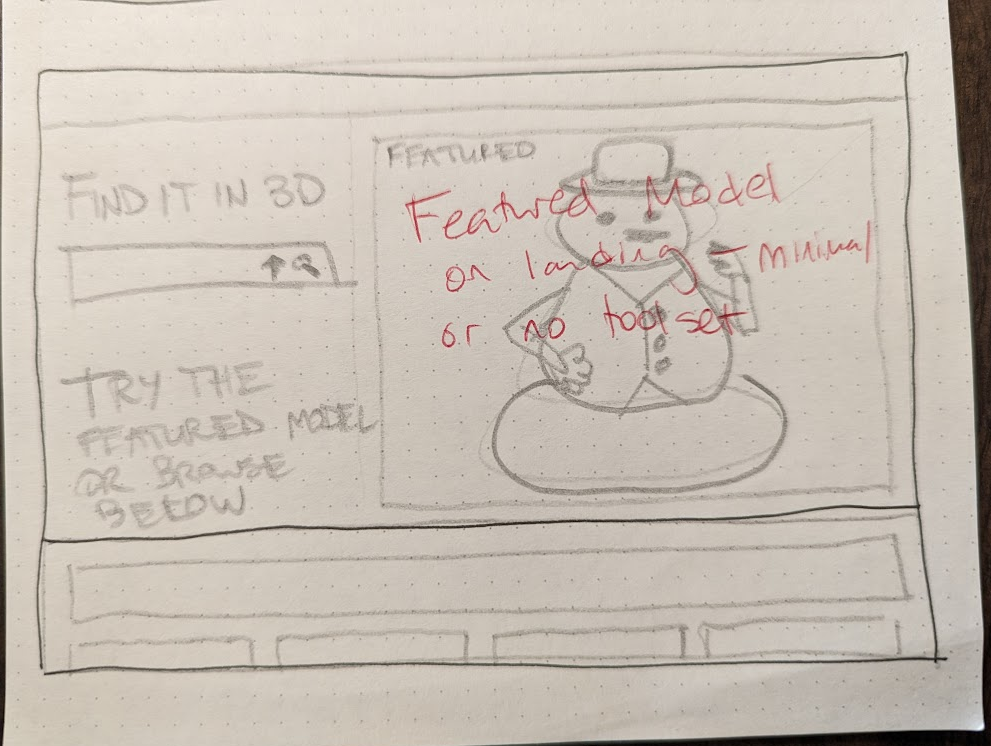 FIND IT IN 3D
TRY THE
FEATURED MODEL
OR BROWSE
BELOW
FEATURED
Featured Model
on landing – minimal
or no toolset